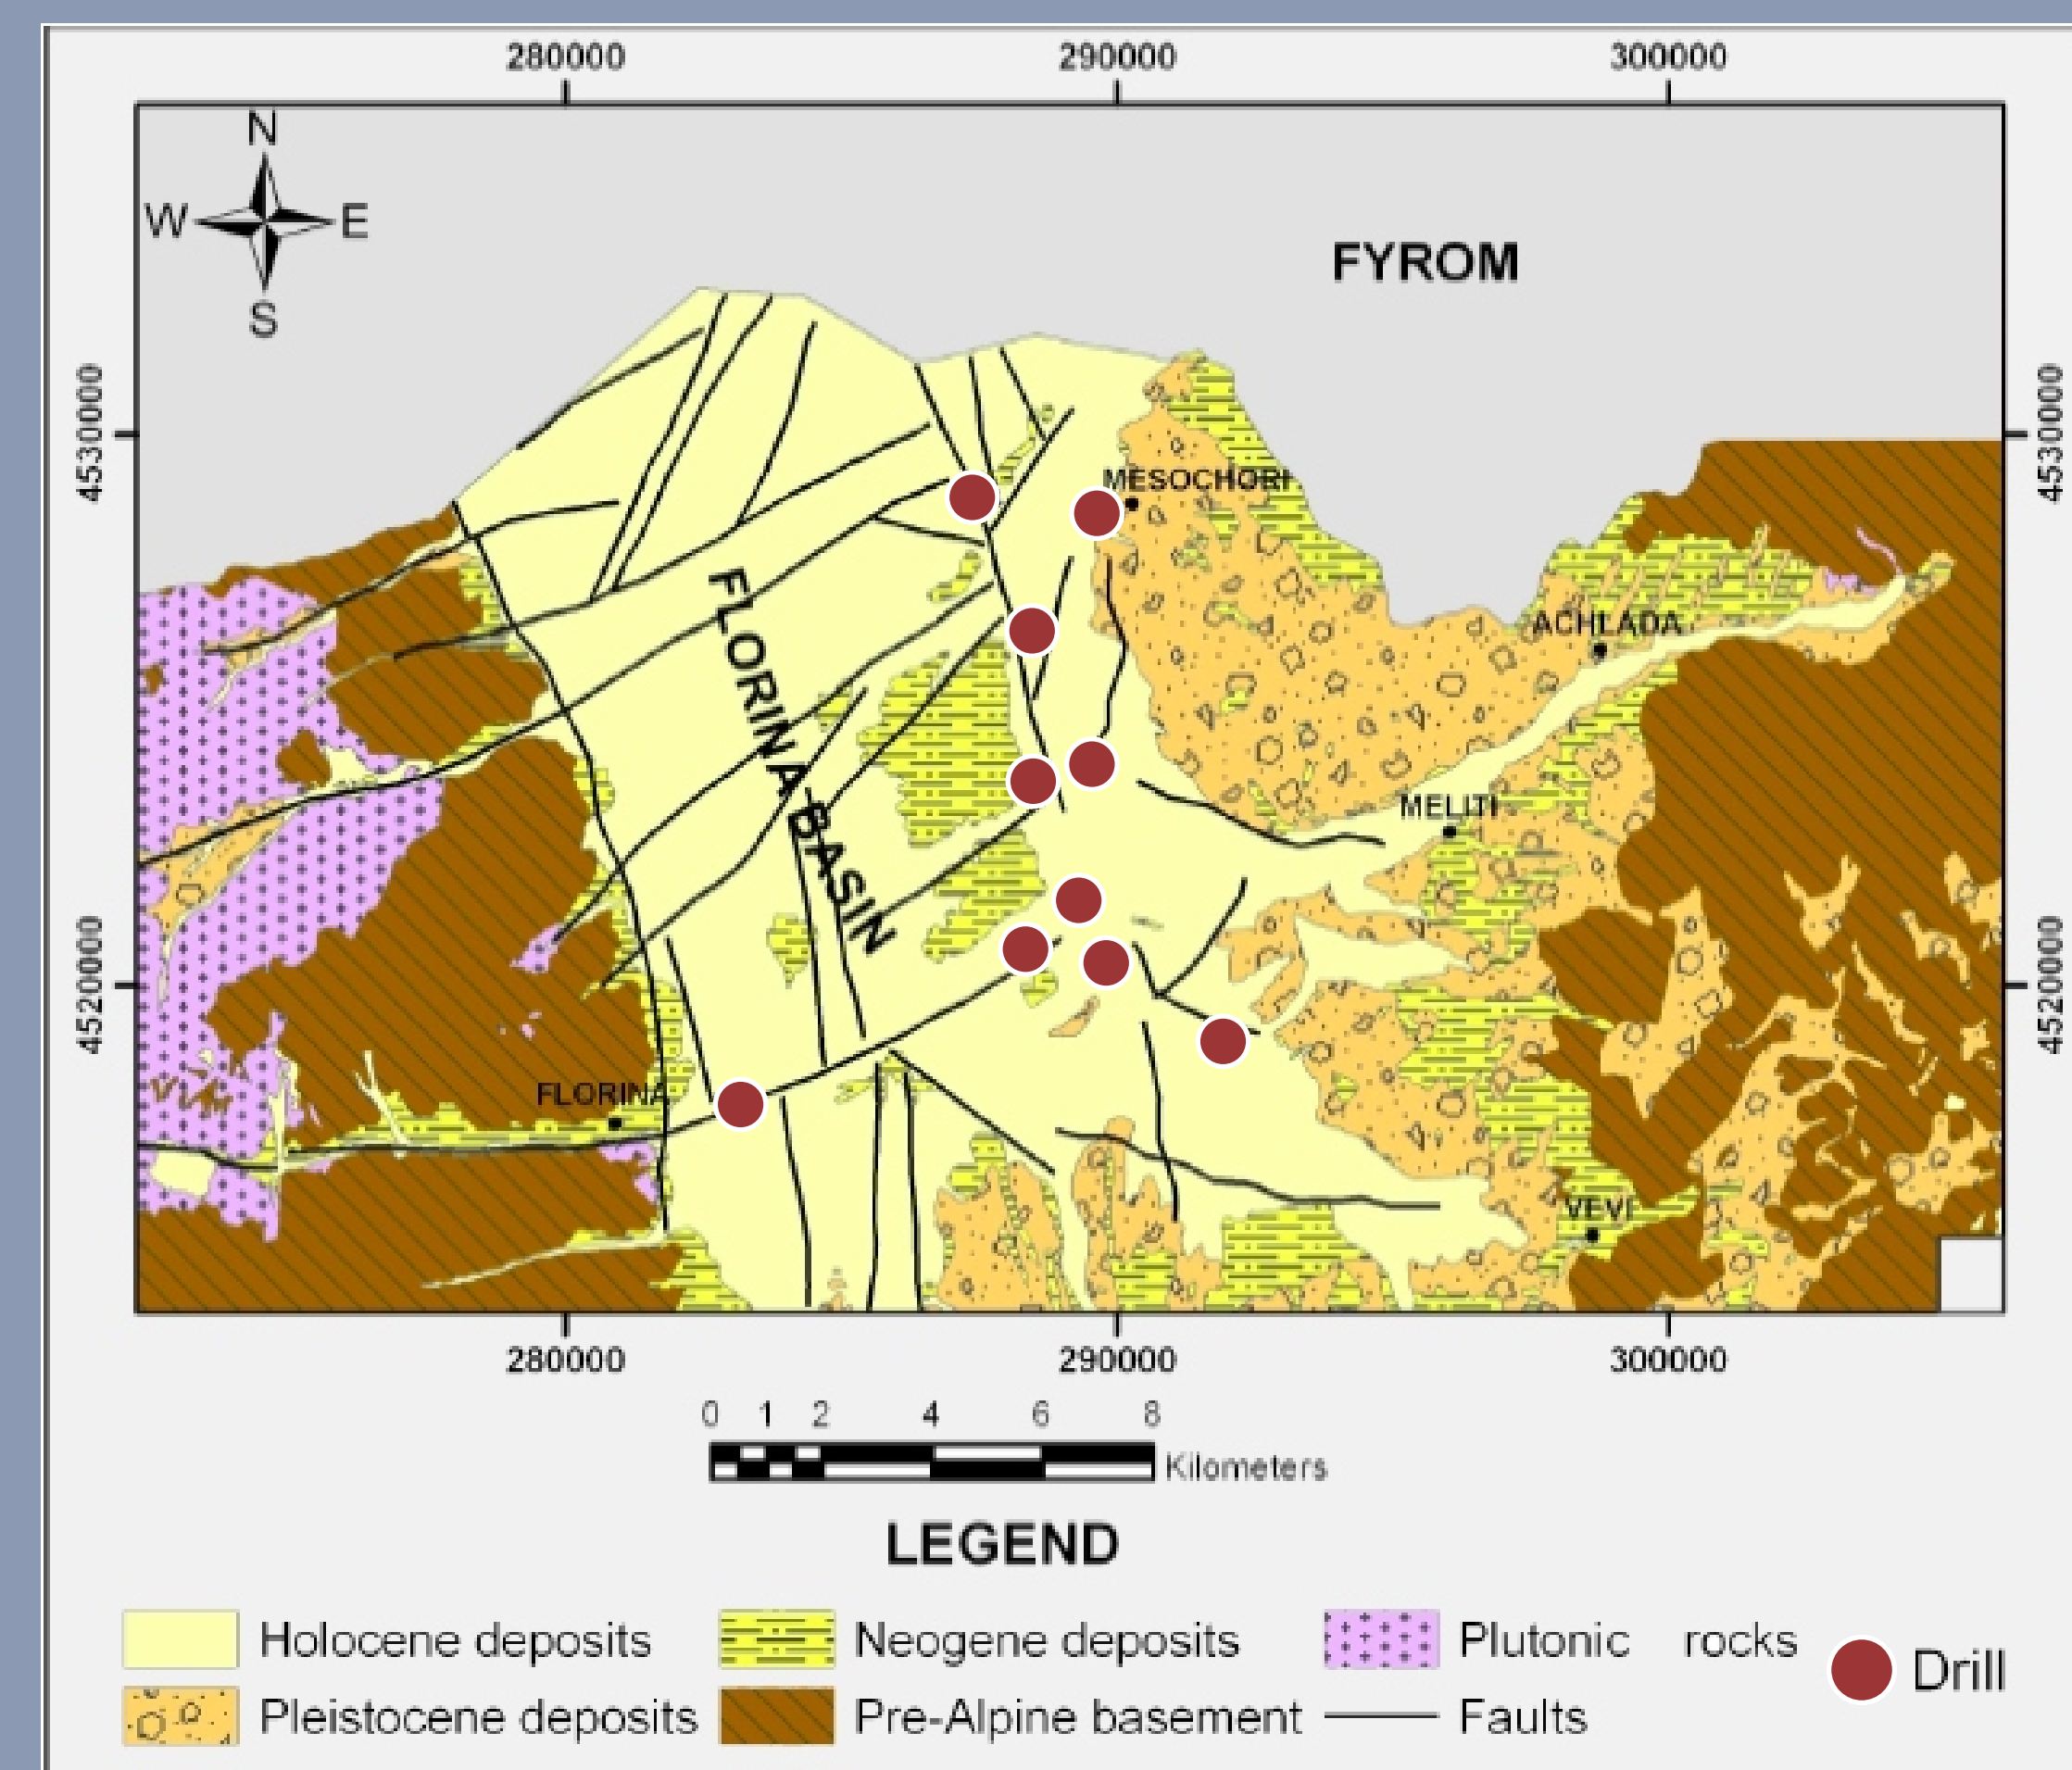 280000 290000 300000
N
W E
S
FYROM
4530000 4530000
MESOCHORI
ACHLADA
FLORINA BASIN
MELITI
4520000 4520000
FLORINA
VEVI
280000 290000 300000
0 1 2 4 6 8
Kilometers
LEGEND
Holocene deposits Neogene deposits Plutonic rocks Drill
Pleistocene deposits Pre-Alpine basement Faults